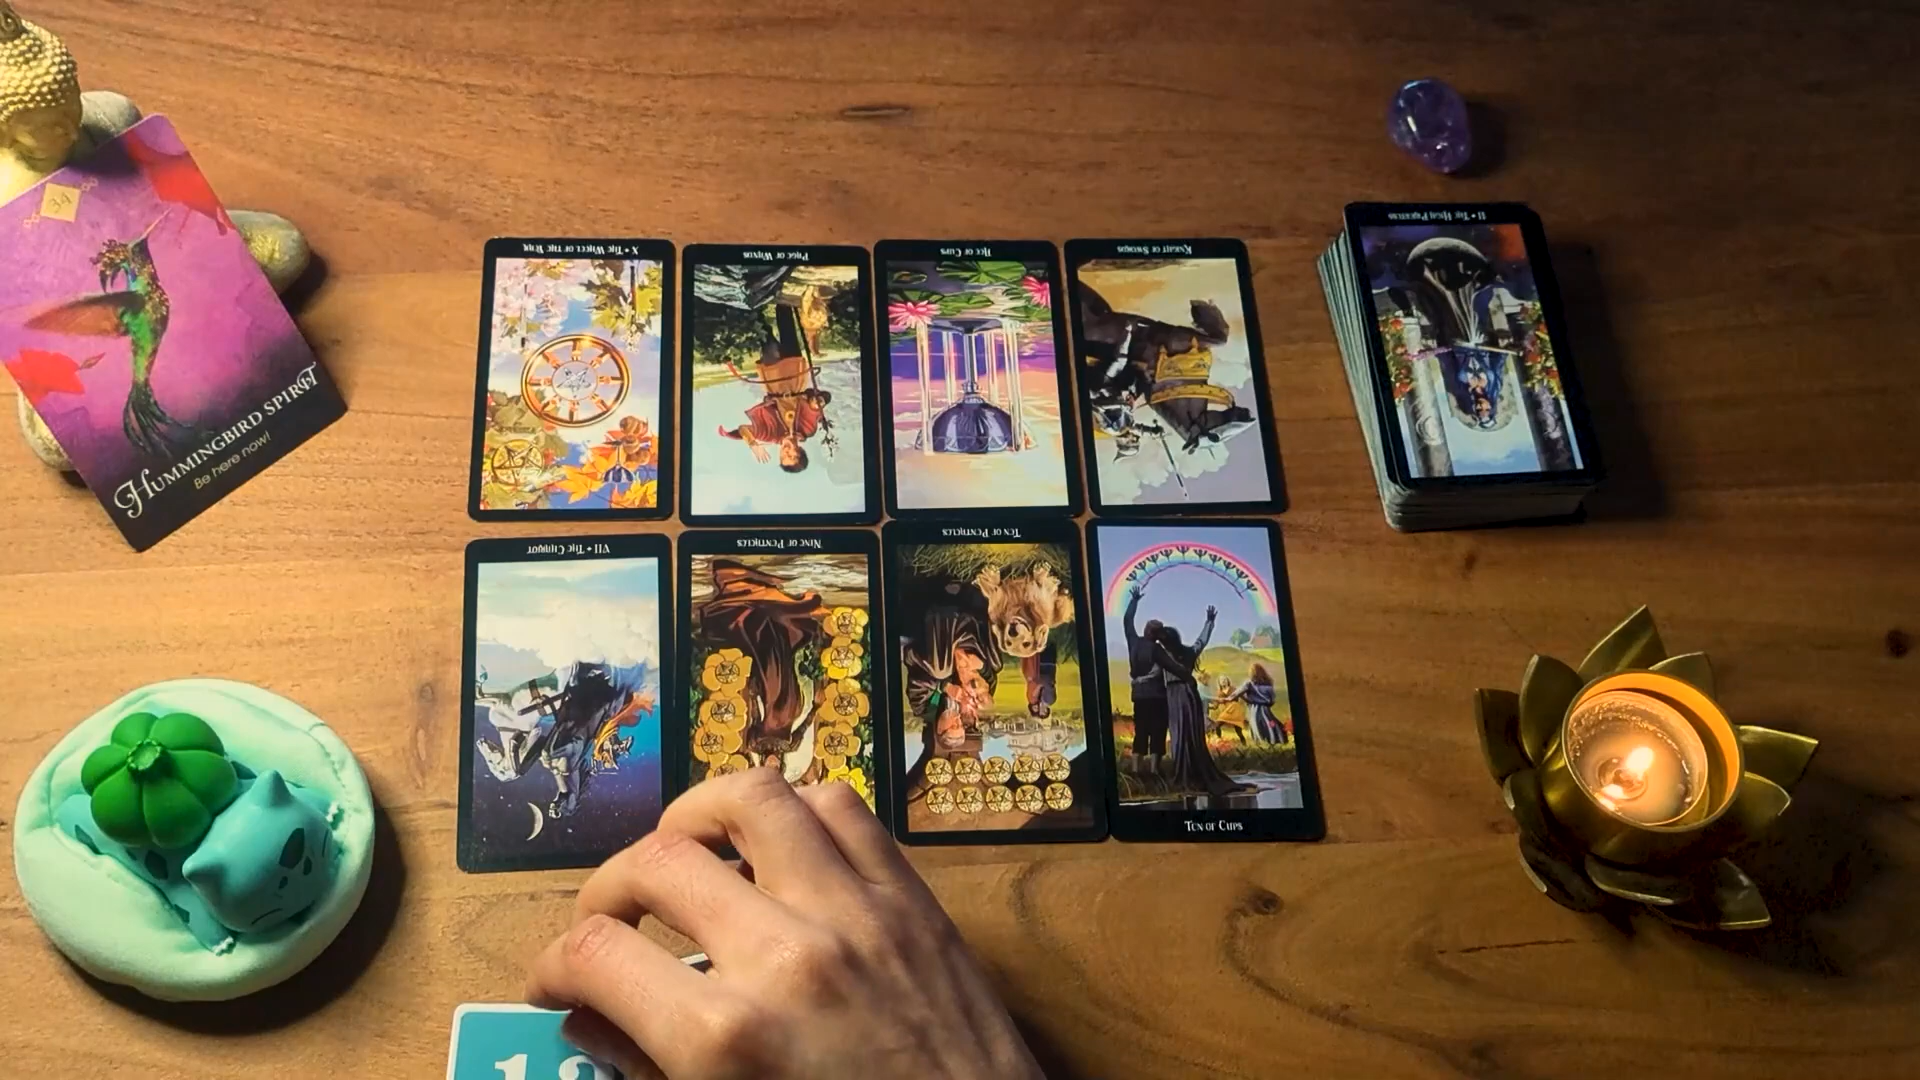 34
HUMMINGBIRD SPIRIT
Be here now!
X • THE WHEEL OF THE YEAR
PAGE OF WANDS
ACE OF CUPS
KNIGHT OF SWORDS
II • THE HIGH PRIESTESS
VII • THE CHARIOT
NINE OF PENTACLES
TEN OF PENTACLES
TEN OF CUPS